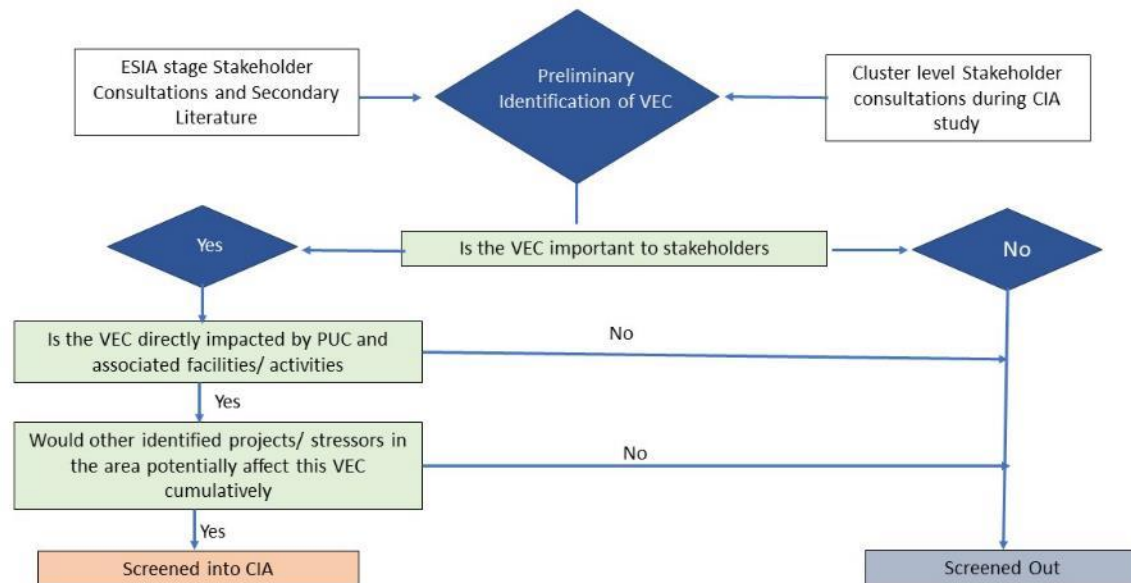 ESIA stage Stakeholder
Consultations and Secondary
Literature
Preliminary
Identification of VEC
Cluster level Stakeholder
consultations during CIA
study
Yes
Is the VEC important to stakeholders
No
Is the VEC directly impacted by PUC and
associated facilities/ activities
No
Yes
Would other identified projects/ stressors in
the area potentially affect this VEC
cumulatively
No
Yes
Screened into CIA
Screened Out